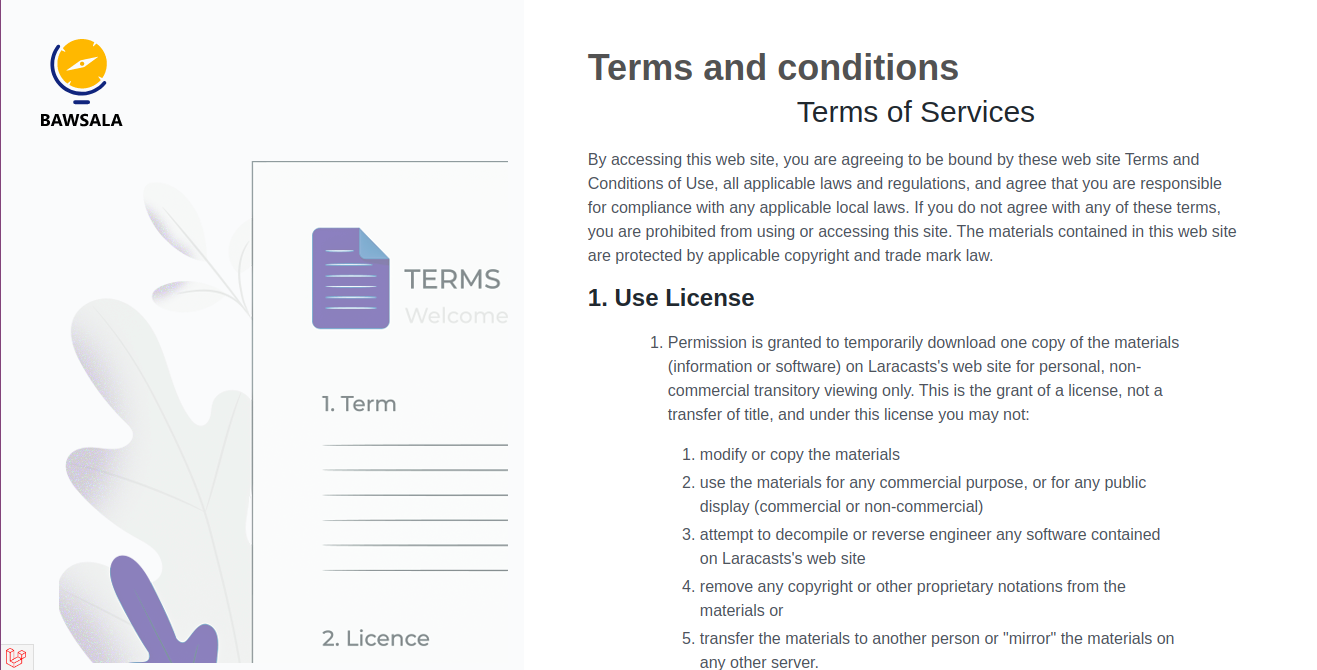 BAWSALA
TERMS
Welcome
1. Term
2. Licence
Terms and conditions
Terms of Services
By accessing this web site, you are agreeing to be bound by these web site Terms and
Conditions of Use, all applicable laws and regulations, and agree that you are responsible
for compliance with any applicable local laws. If you do not agree with any of these terms,
you are prohibited from using or accessing this site. The materials contained in this web site
are protected by applicable copyright and trade mark law.
1. Use License
1. Permission is granted to temporarily download one copy of the materials
(information or software) on Laracasts's web site for personal, non-
commercial transitory viewing only. This is the grant of a license, not a
transfer of title, and under this license you may not:
1. modify or copy the materials
2. use the materials for any commercial purpose, or for any public
display (commercial or non-commercial)
3. attempt to decompile or reverse engineer any software contained
on Laracasts's web site
4. remove any copyright or other proprietary notations from the
materials or
5. transfer the materials to another person or "mirror" the materials on
any other server.